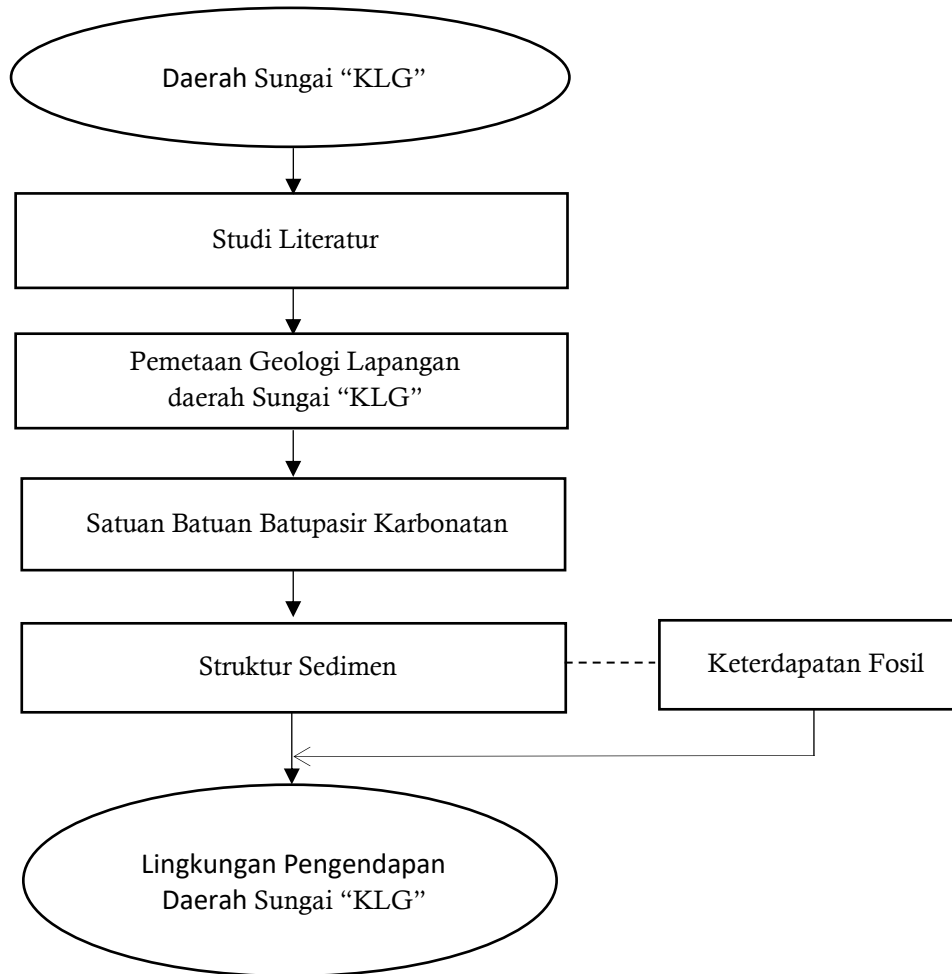 Daerah Sungai “KLG”
Studi Literatur
Pemetaan Geologi Lapangan
daerah Sungai “KLG”
Satuan Batuan Batupasir Karbonatan
Struktur Sedimen
Keterdapatan Fosil
Lingkungan Pengendapan
Daerah Sungai “KLG”